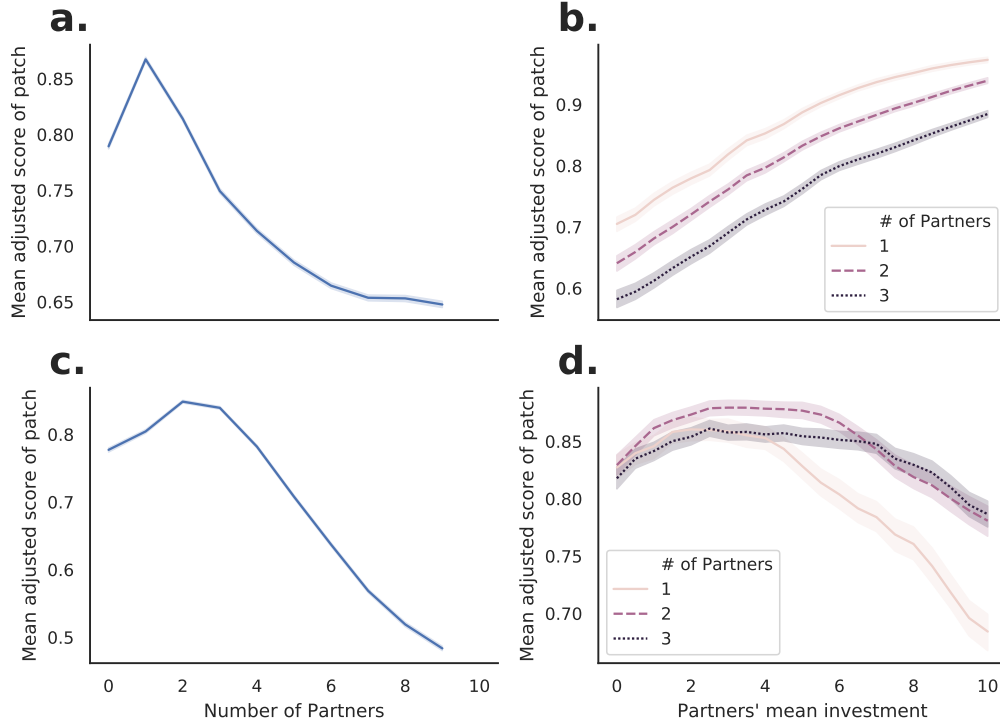 a.
Mean adjusted score of patch
0.85
0.80
0.75
0.70
0.65
b.
Mean adjusted score of patch
0.9
0.8
0.7
0.6
# of Partners
1
2
3
c.
Mean adjusted score of patch
0.8
0.7
0.6
0.5
0 2 4 6 8 10
Number of Partners
d.
Mean adjusted score of patch
0.85
0.80
0.75
0.70
# of Partners
1
2
3
0 2 4 6 8 10
Partners' mean investment